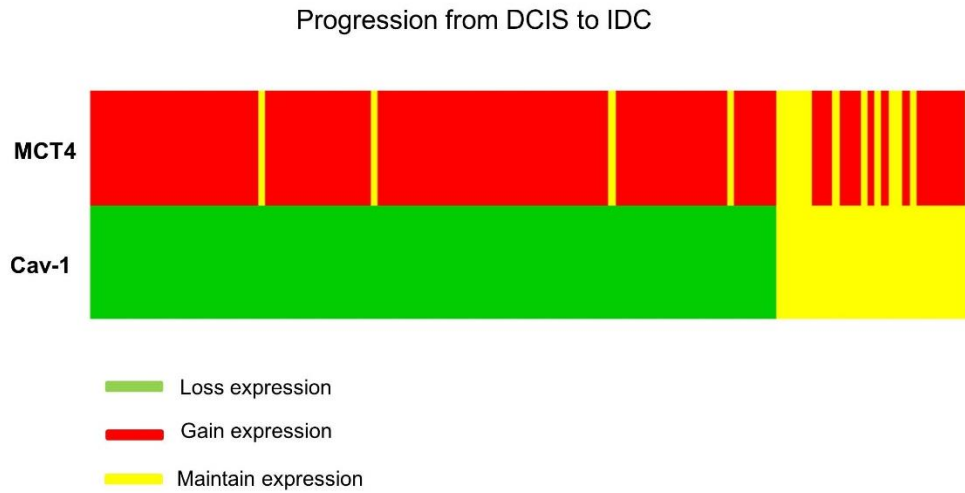 Progression from DCIS to IDC
MCT4
Cav-1
Loss expression
Gain expression
Maintain expression